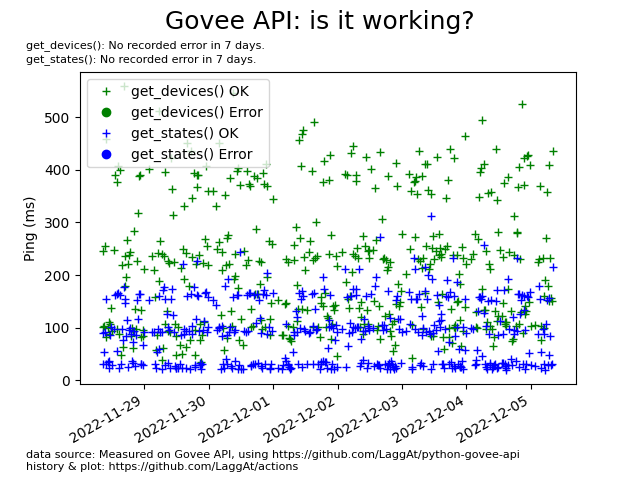 Govee API: is it working?
get_devices(): No recorded error in 7 days.
get_states(): No recorded error in 7 days.
get_devices() OK
get_devices() Error
get_states() OK
get_states() Error
Ping (ms)
500
400
300
200
100
0
2022-11-29
2022-11-30
2022-12-01
2022-12-02
2022-12-03
2022-12-04
2022-12-05
data source: Measured on Govee API, using https://github.com/LaggAt/python-govee-api
history & plot: https://github.com/LaggAt/actions